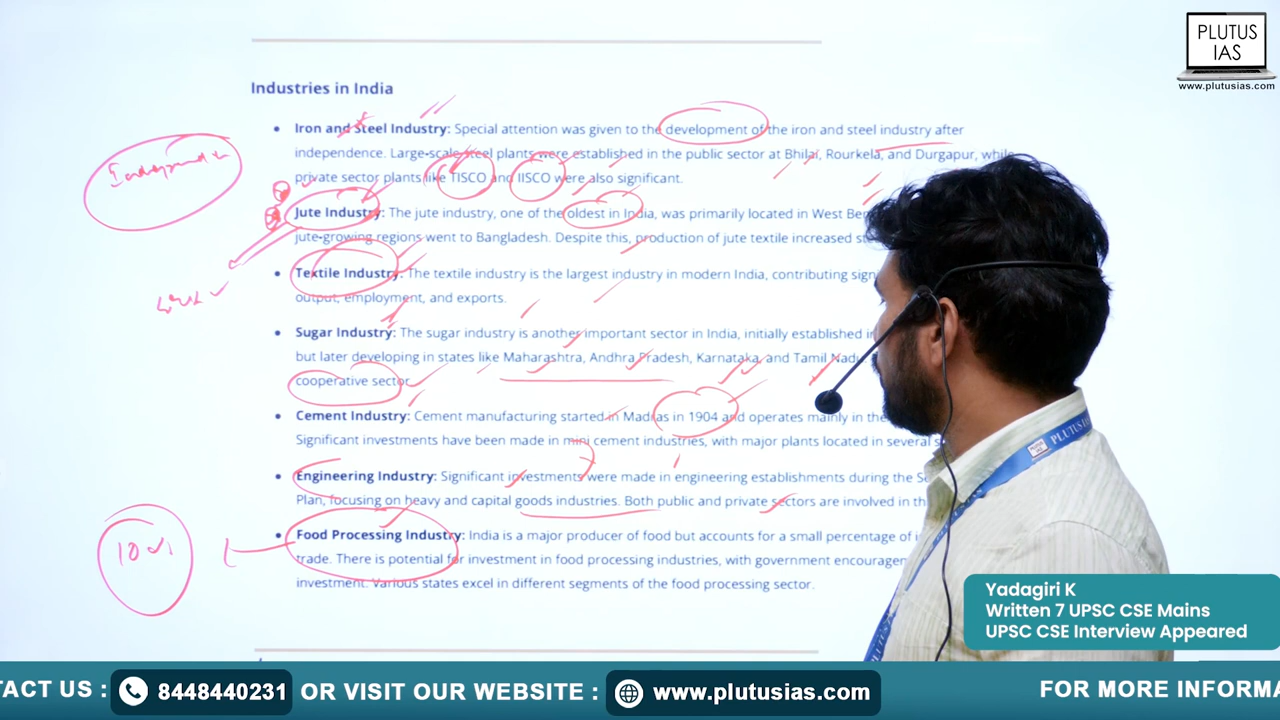 PLUTUS
IAS
www.plutusias.com
Industries in India
• Iron and Steel Industry: Special attention was given to the development of the iron and steel industry after
independence. Large-scale steel plants were established in the public sector at Bhilai, Rourkela, and Durgapur, while
private sector plants like TISCO and IISCO were also significant.
• Jute Industry: The jute industry, one of the oldest in India, was primarily located in West
jute-growing regions went to Bangladesh. Despite this, production of jute textile increased
• Textile Industry: The textile industry is the largest industry in modern India, contributing
output, employment, and exports.
• Sugar Industry: The sugar industry is another important sector in India, initially established
but later developing in states like Maharashtra, Andhra Pradesh, Karnataka, and Tamil
cooperative sector.
• Cement Industry: Cement manufacturing started in Madras in 1904 and operates mainly in the
Significant investments have been made in mini cement industries, with major plants located in several
• Engineering Industry: Significant investments were made in engineering establishments during the
Plan, focusing on heavy and capital goods industries. Both public and private sectors are involved in
• Food Processing Industry: India is a major producer of food but accounts for a small percentage of
trade. There is potential for investment in food processing industries, with government
investment. Various states excel in different segments of the food processing sector.
PLUTUS
Yadagiri K
Written 7 UPSC CSE Mains
UPSC CSE Interview Appeared
TACT US : 8448440231 OR VISIT OUR WEBSITE : www.plutusias.com FOR MORE INFORMA